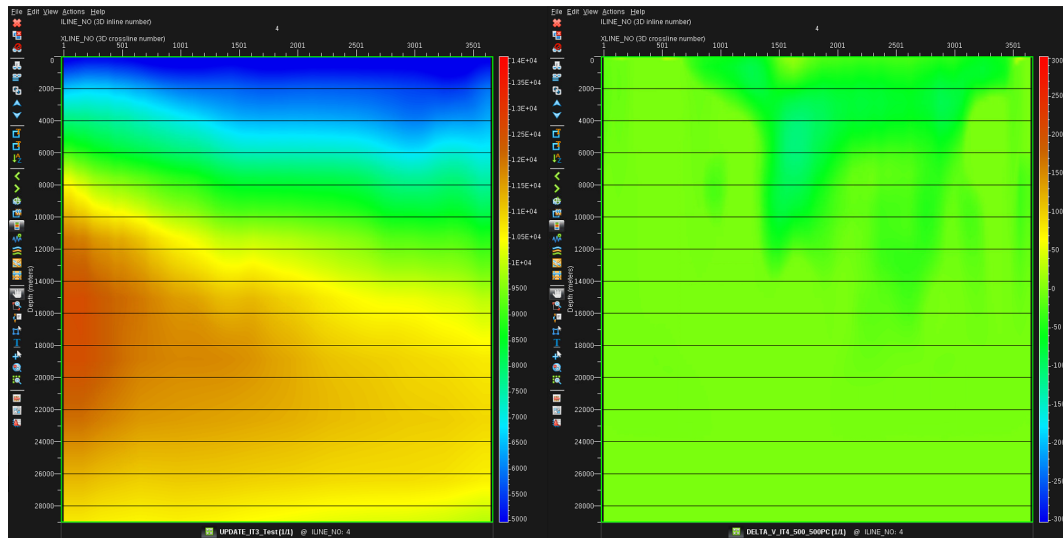 File Edit View Actions Help
ILINE_NO (3D inline number)
4
XLINE_NO (3D crossline number)
1 501 1001 1501 2001 2501 3001 3501
Depth (meters)
0
2000
4000
6000
8000
10000
12000
14000
16000
18000
20000
22000
24000
26000
28000
1.4E+04
1.35E+04
1.3E+04
1.25E+04
1.2E+04
1.15E+04
1.1E+04
1.05E+04
1E+04
9500
9000
8500
8000
7500
7000
6500
6000
5500
5000
UPDATE_IT3_Test (1/1) @ ILINE_NO: 4
File Edit View Actions Help
ILINE_NO (3D inline number)
4
XLINE_NO (3D crossline number)
1 501 1001 1501 2001 2501 3001 3501
Depth (meters)
0
2000
4000
6000
8000
10000
12000
14000
16000
18000
20000
22000
24000
26000
28000
300
250
200
150
100
50
-0
-50
-100
-150
-200
-250
-300
DELTA_V_iT4_500_500PC (1/1) @ ILINE_NO: 4